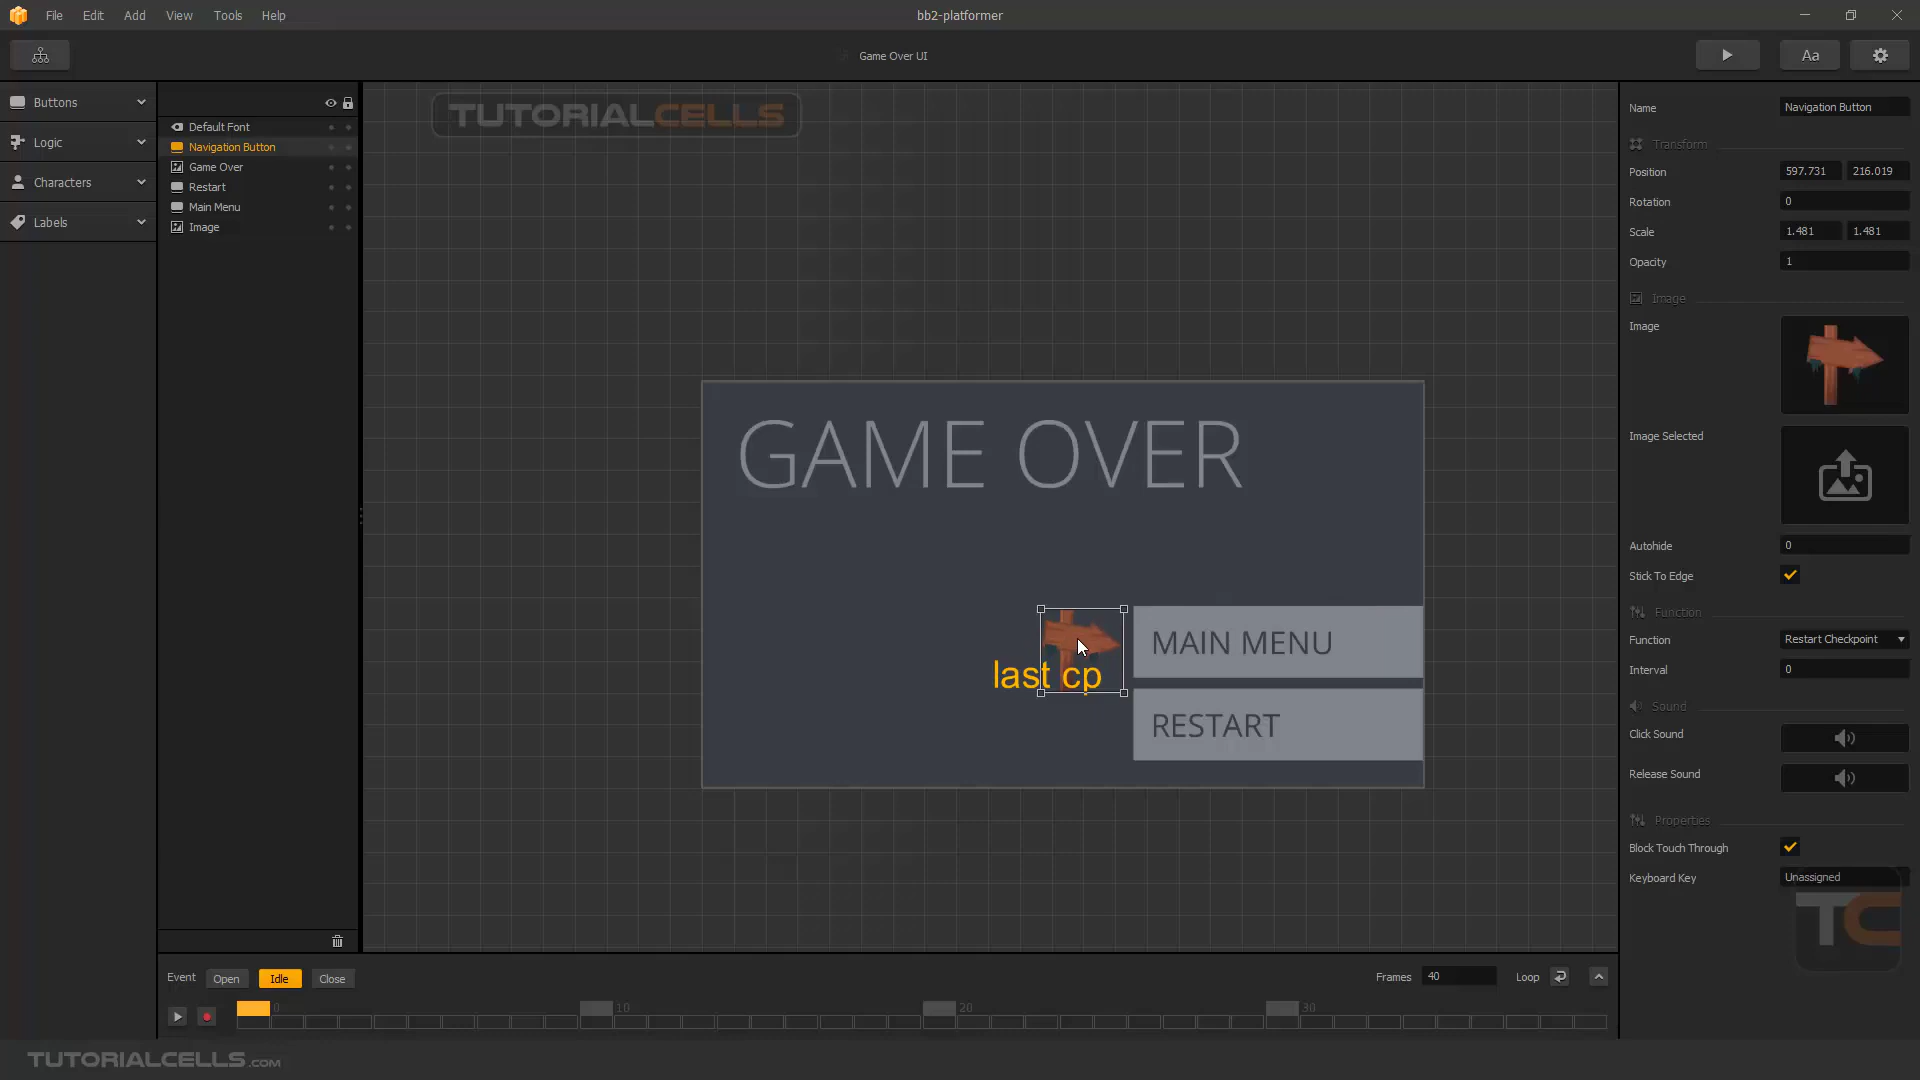 File Edit Add View Tools Help
bb2-platformer
Game Over UI
Aa
Buttons
Logic
Characters
Labels
Default Font
Navigation Button
Game Over
Restart
Main Menu
Image
TUTORIALCELLS
GAME OVER
MAIN MENU
last cp
RESTART
Name Navigation Button
Transform
Position 597.731 216.019
Rotation 0
Scale 1.481 1.481
Opacity 1
Image
Image
Image Selected
Autohide 0
Stick To Edge
Function
Function Restart Checkpoint
Interval 0
Sound
Click Sound
Release Sound
Properties
Block Touch Through
Keyboard Key Unassigned
TC
Event Open Idle Close
Frames 40 Loop
0 10 20 30
TUTORIALCELLS.COM